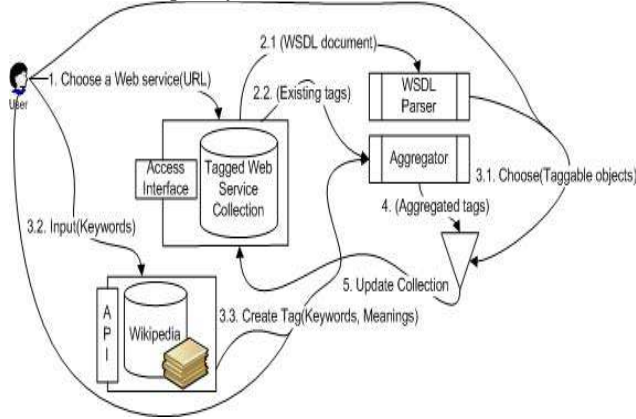 2.1 (WSDL document)
1. Choose a Web service(URL)
User
2.2. (Existing tags)
WSDL
Parser
Access
Interface
Tagged Web
Service
Collection
Aggregator
3.1. Choose(Taggable objects)
4. (Aggregated tags)
3.2. Input(Keywords)
5. Update Collection
A
P
I
Wikipedia
3.3. Create Tag(Keywords, Meanings)